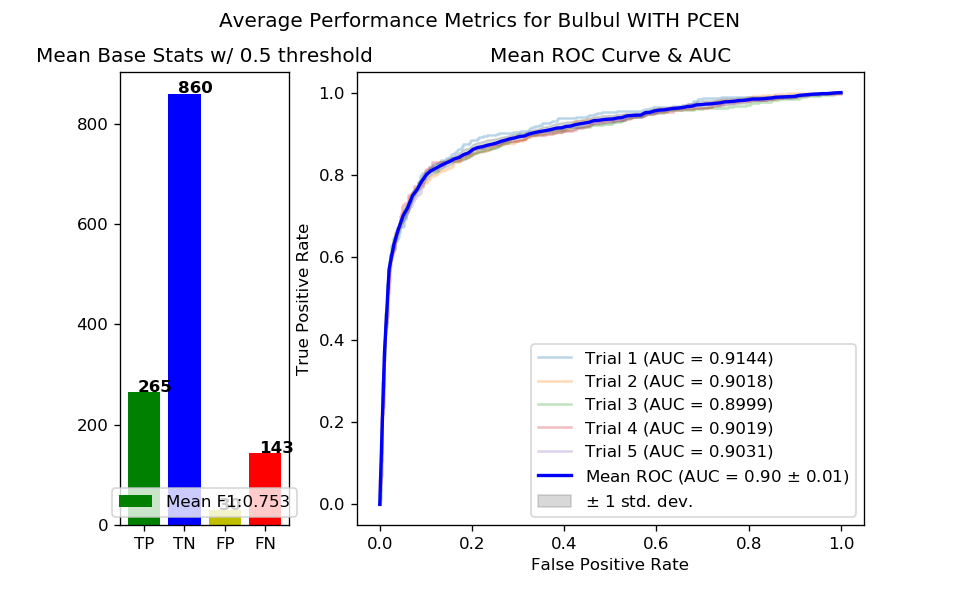 Average Performance Metrics for Bulbul WITH PCEN
Mean Base Stats w/ 0.5 threshold
860
800
600
400
265
200
143
Mean F1:0.753
0
TP TN FP FN
Mean ROC Curve & AUC
True Positive Rate
1.0
0.8
0.6
0.4
0.2
0.0
Trial 1 (AUC = 0.9144)
Trial 2 (AUC = 0.9018)
Trial 3 (AUC = 0.8999)
Trial 4 (AUC = 0.9019)
Trial 5 (AUC = 0.9031)
Mean ROC (AUC = 0.90 ± 0.01)
± 1 std. dev.
0.0 0.2 0.4 0.6 0.8 1.0
False Positive Rate